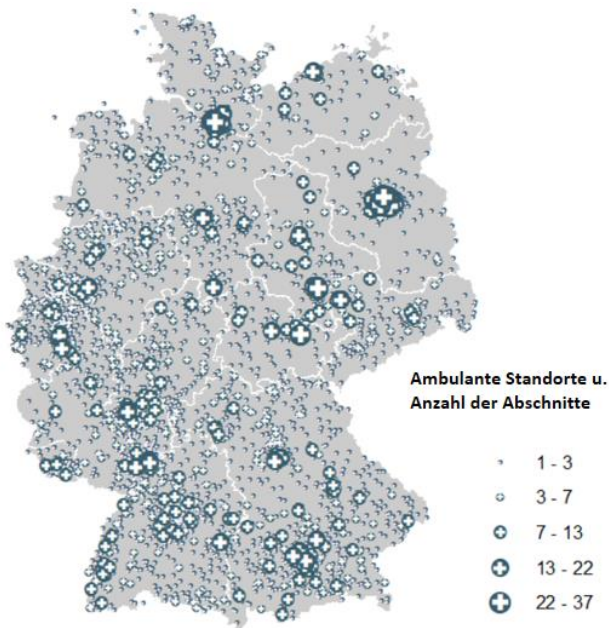 Ambulante Standorte u.
Anzahl der Abschnitte
1 - 3
3 - 7
7 - 13
13 - 22
22 - 37